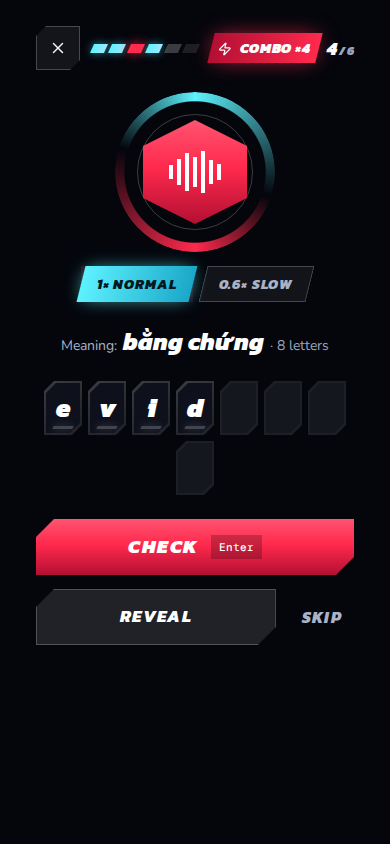 COMBO ×4 4/6
1× NORMAL 0.6× SLOW
Meaning: bằng chứng · 8 letters
e v i d
CHECK Enter
REVEAL SKIP